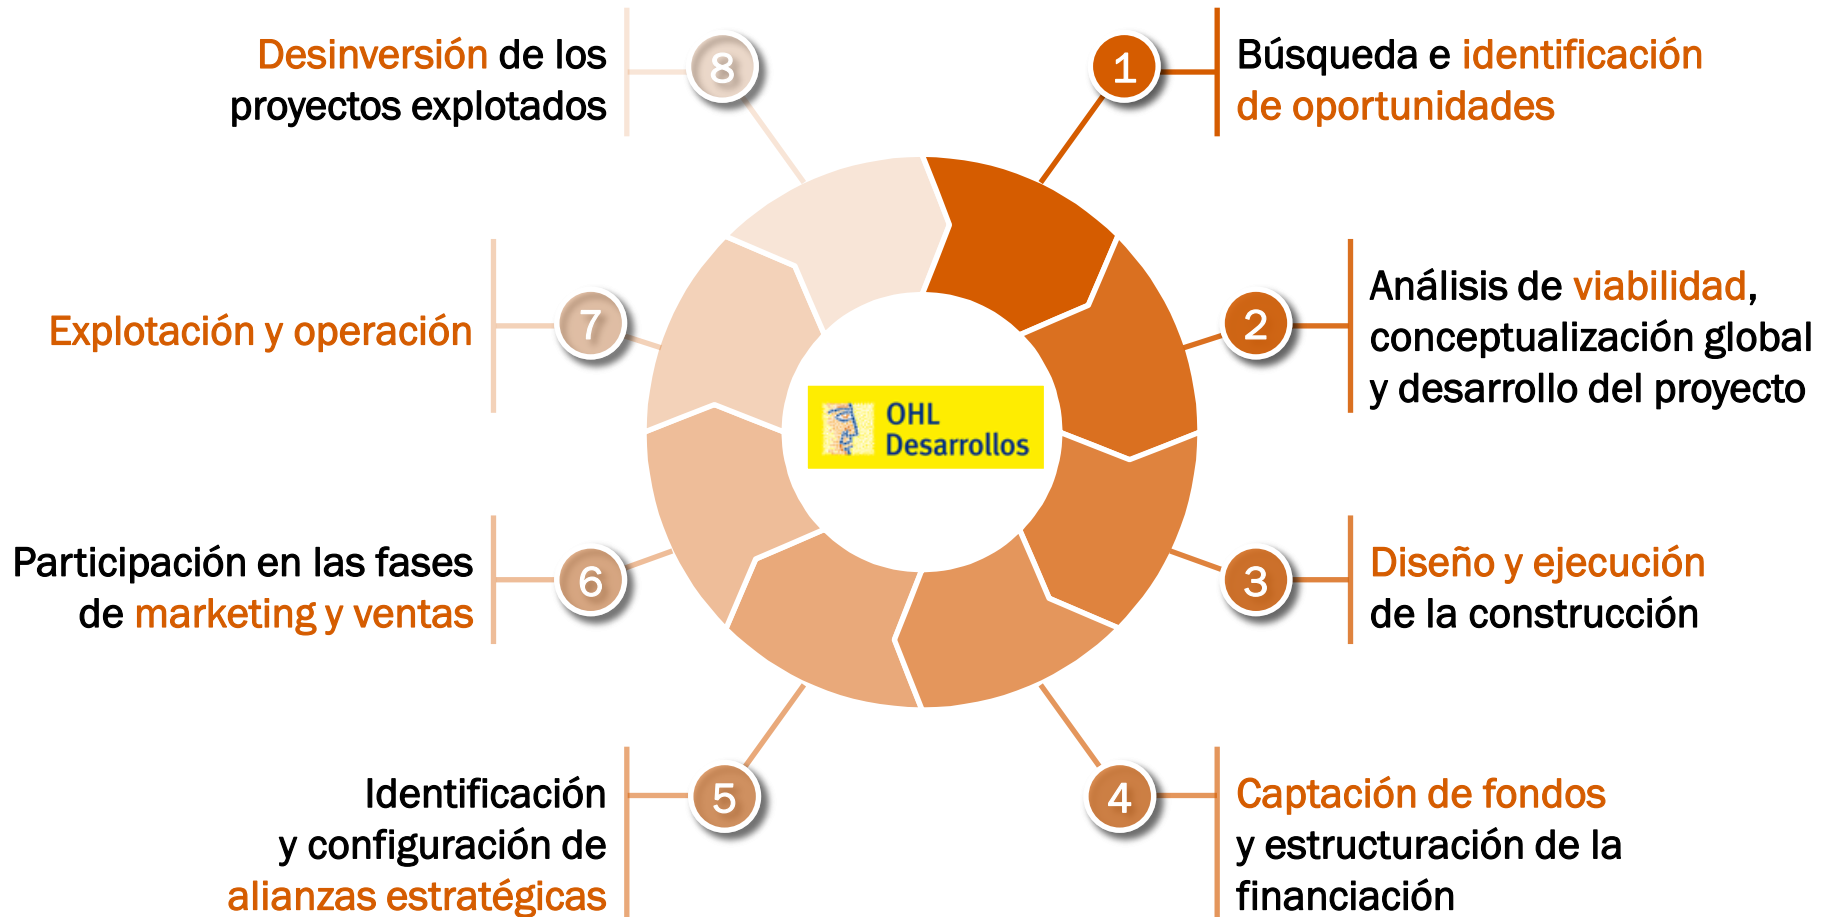 1
Búsqueda e identificación
de oportunidades
2
Análisis de viabilidad,
conceptualización global
y desarrollo del proyecto
3
Diseño y ejecución
de la construcción
4
Captación de fondos
y estructuración de la
financiación
5
Identificación
y configuración de
alianzas estratégicas
6
Participación en las fases
de marketing y ventas
7
Explotación y operación
8
Desinversión de los
proyectos explotados
OHL
Desarrollos